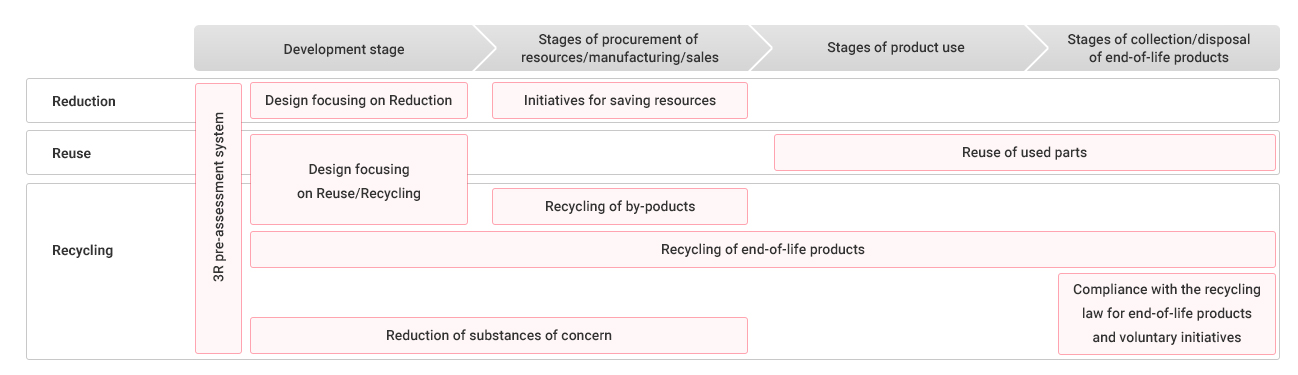 Development stage
Stages of procurement of
resources/manufacturing/sales
Stages of product use
Stages of collection/disposal
of end-of-life products
Reduction
3R pre-assessment system
Design focusing on Reduction
Initiatives for saving resources
Reuse
Design focusing
on Reuse/Recycling
Reuse of used parts
Recycling
Recycling of by-poducts
Recycling of end-of-life products
Compliance with the recycling
law for end-of-life products
and voluntary initiatives
Reduction of substances of concern